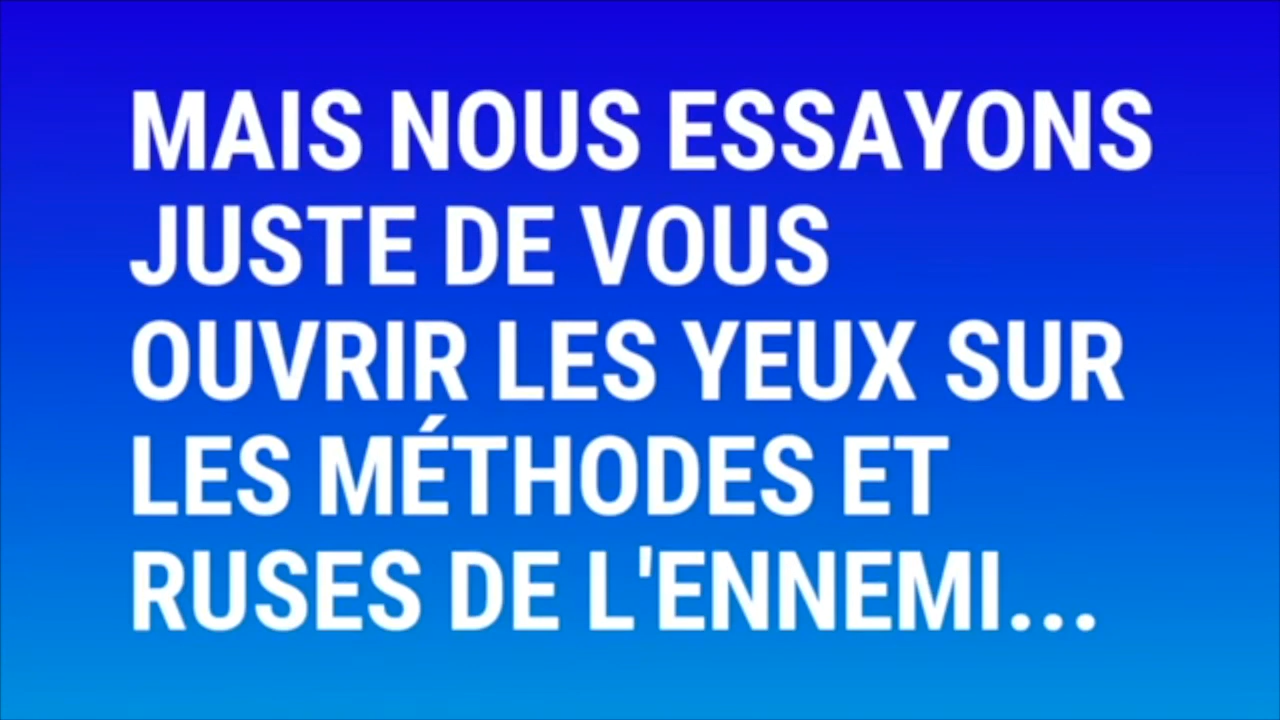 MAIS NOUS ESSAYONS
JUSTE DE VOUS
OUVRIR LES YEUX SUR
LES MÉTHODES ET
RUSES DE L'ENNEMI...